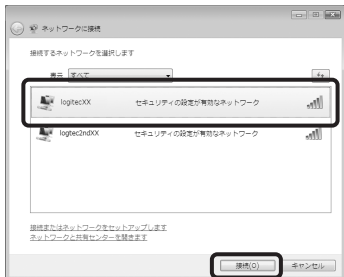 ネットワークに接続
接続するネットワークを選択します
表示 すべて
logitecXX セキュリティの設定が有効なネットワーク
logtec2ndXX セキュリティの設定が有効なネットワーク
接続またはネットワークをセットアップします
ネットワークと共有センターを開きます
接続(O) キャンセル